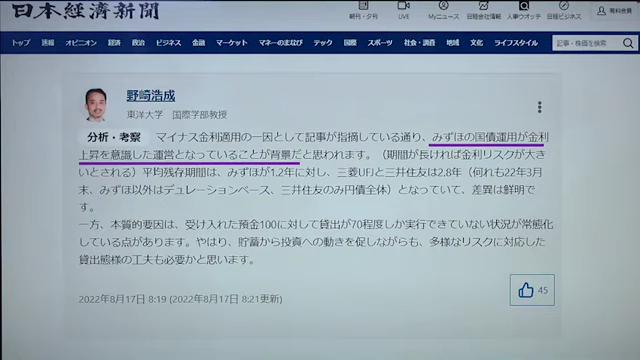 日本経済新聞
朝刊・夕刊 LIVE Myニュース 日経会社情報 人事ウオッチ 日経ビジネス 有料会員
トップ 速報 オピニオン 経済 政治 ビジネス 金融 マーケット マネーのまなび テック 国際 スポーツ 社会・調査 地域 文化 ライフスタイル 記事・株価を検索
野崎浩成
東洋大学 国際学部教授
分析・考察 マイナス金利適用の一因として記事が指摘している通り、みずほの国債運用が金利
上昇を意識した運営となっていることが背景だと思われます。（期間が長ければ金利リスクが大き
いとされる）平均残存期間は、みずほが1.2年に対し、三菱UFJと三井住友は2.8年（何れも22年3月
末、みずほ以外はデュレーションベース、三井住友のみ円債全体）となっていて、差異は鮮明で
す。
一方、本質的要因は、受け入れた預金100に対して貸出が70程度しか実行できていない状況が常態化
している点があります。やはり、貯蓄から投資への動きを促しながらも、多様なリスクに対応した
貸出態様の工夫も必要かと思います。
45
2022年8月17日 8:19 (2022年8月17日 8:21更新)